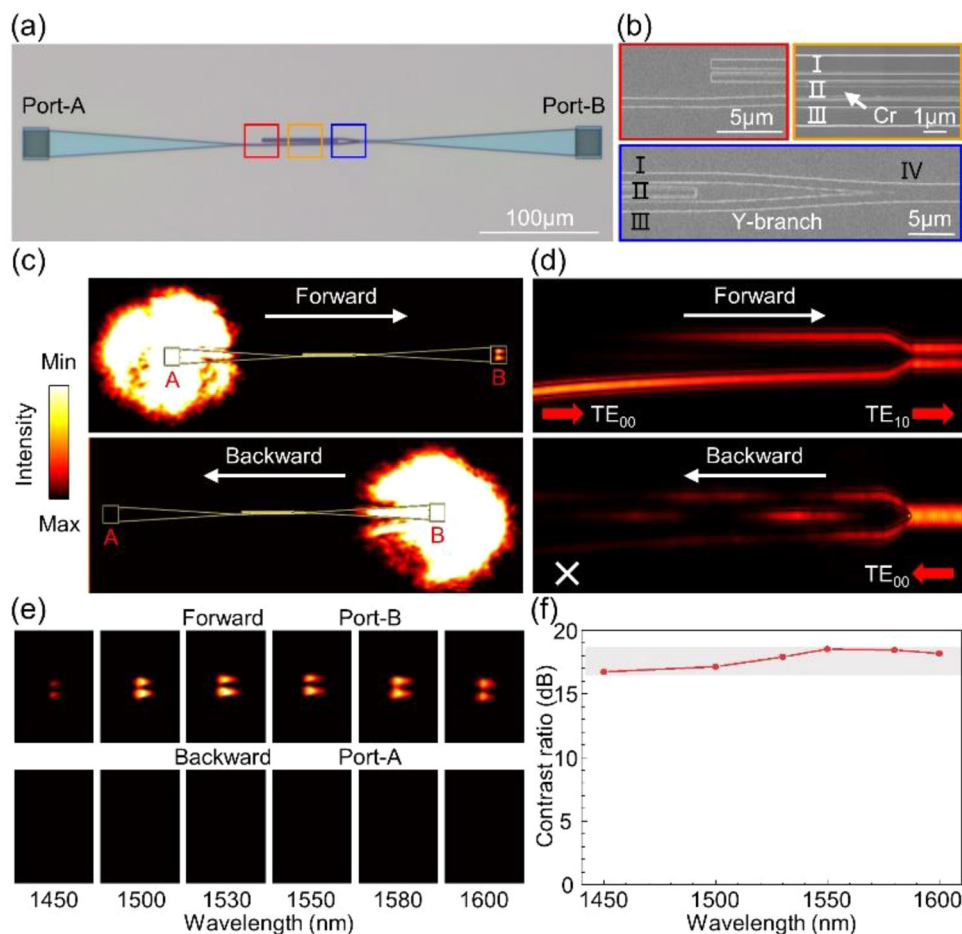 (a)
Port-A
Port-B
100μm
(b)
5μm
I
II
III
Cr
1μm
I
II
III
IV
Y-branch
5μm
(c)
Forward
A
B
Min
Intensity
Max
Backward
A
B
(d)
Forward
TE00
TE10
Backward
TE00
(e)
Forward Port-B
Backward Port-A
1450 1500 1530 1550 1580 1600
Wavelength (nm)
(f)
Contrast ratio (dB)
20
15
10
5
0
1450 1500 1550 1600
Wavelength (nm)